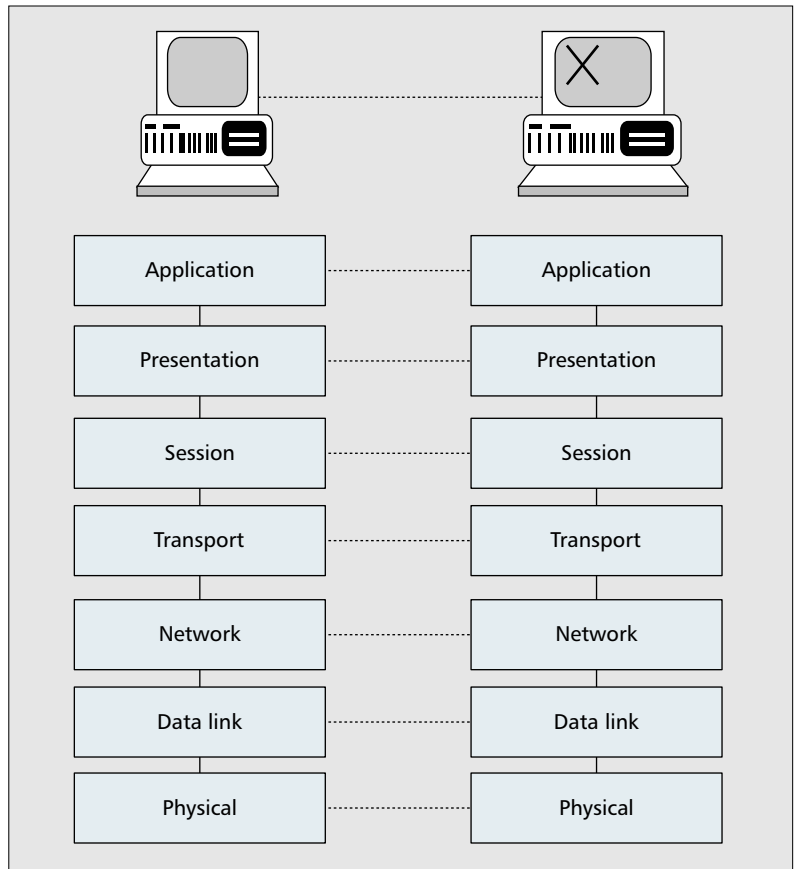 X
Application Application
Presentation Presentation
Session Session
Transport Transport
Network Network
Data link Data link
Physical Physical